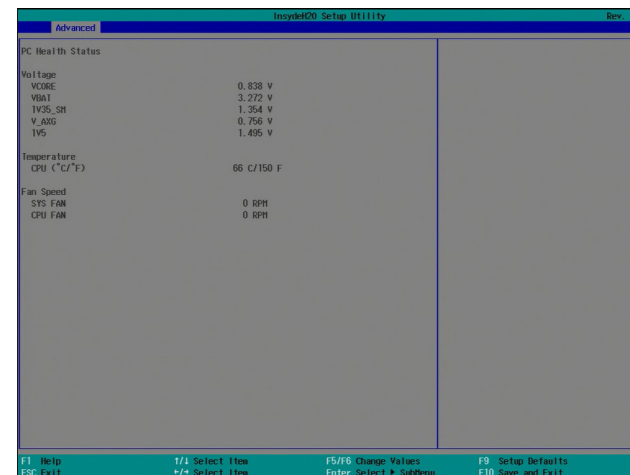 InsydeH20 Setup Utility Rev.
Advanced
PC Health Status
Voltage
VCORE 0.838 V
VBAT 3.272 V
1V35_SM 1.354 V
V_AXG 0.756 V
1V5 1.495 V
Temperature
CPU (°C/°F) 66 C/150 F
Fan Speed
SYS FAN 0 RPM
CPU FAN 0 RPM
F1 Help ↑/↓ Select Item F5/F6 Change Values F9 Setup Defaults
ESC Exit ←/→ Select Item Enter Select ▶ SubMenu F10 Save and Exit